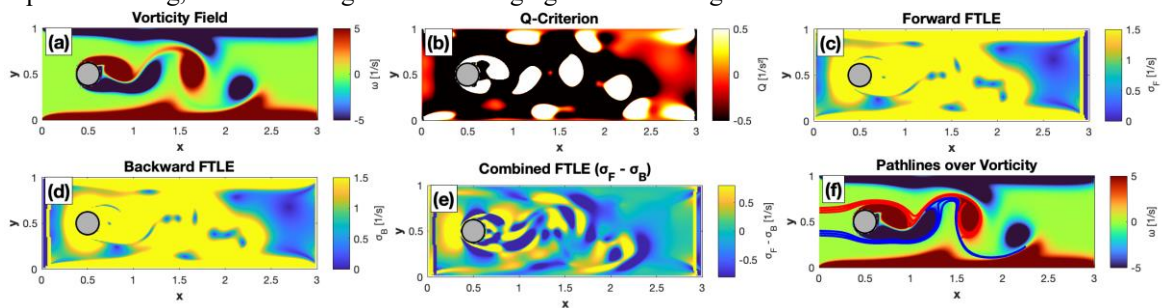 Vorticity Field
(a)
y
1
0.5
0
0 0.5 1 1.5 2 2.5 3
x
5
0
-5
ω [1/s]
Q-Criterion
(b)
y
1
0.5
0
0 0.5 1 1.5 2 2.5 3
x
0.5
0
-0.5
Q [1/s²]
Forward FTLE
(c)
y
1
0.5
0
0 0.5 1 1.5 2 2.5 3
x
1.5
1
0.5
0
σF [1/s]
Backward FTLE
(d)
y
1
0.5
0
0 0.5 1 1.5 2 2.5 3
x
1.5
1
0.5
0
σB [1/s]
Combined FTLE (σF - σB)
(e)
y
1
0.5
0
0 0.5 1 1.5 2 2.5 3
x
0.5
0
-0.5
σF - σB [1/s]
Pathlines over Vorticity
(f)
y
1
0.5
0
0 0.5 1 1.5 2 2.5 3
x
5
0
-5
ω [1/s]